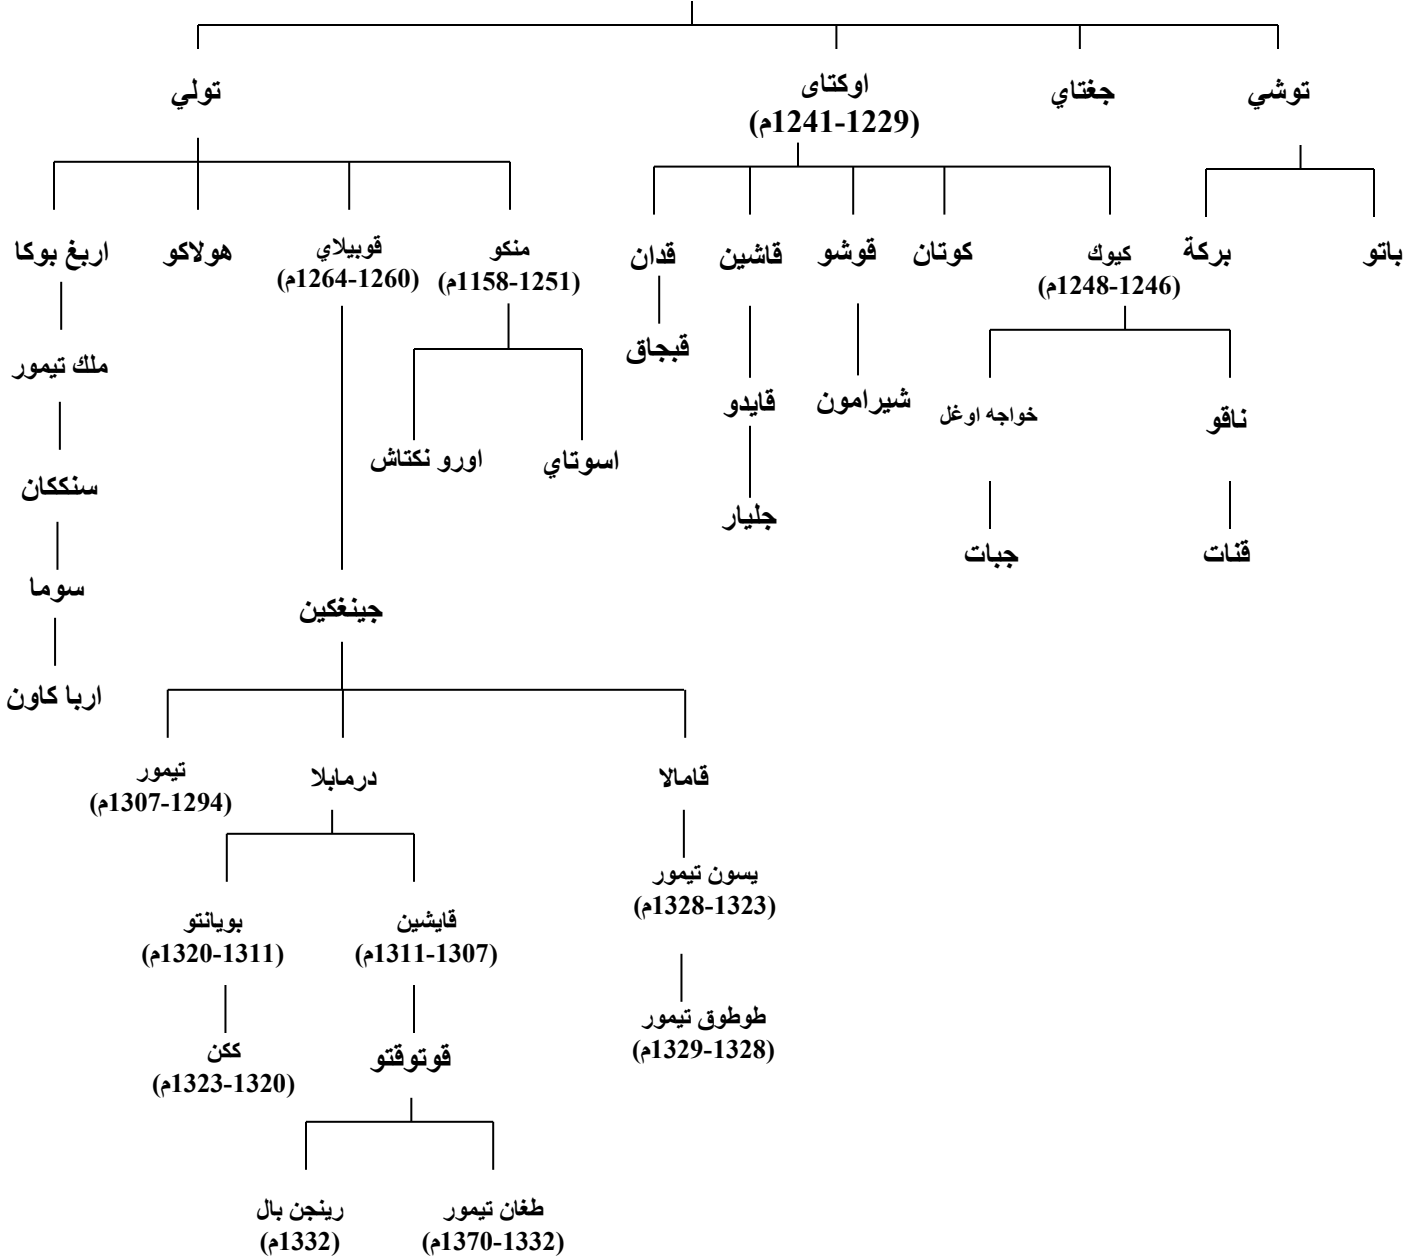 توشي
جغتاي
اوكتاى
(1229-1241م)
تولي
باتو
بركة
كيوك
(1246-1248م)
كوتان
قوشو
قاشين
قدان
منكو
(1251-1158م)
قوبيلاي
(1260-1264م)
هولاكو
اريغ بوكا
ناقو
خواجه اوغل
شيرامون
قايدو
قبجاق
ملك تيمور
اسوتاي
اورو نكتاش
سنككان
قنات
جبات
جليار
سوما
جينغكين
اربا كاون
قامالا
درمابلا
تيمور
(1294-1307م)
يسون تيمور
(1323-1328م)
قايشين
(1307-1311م)
بويانتو
(1311-1320م)
طوطوق تيمور
(1328-1329م)
قوتوقتو
ككن
(1320-1323م)
طغان تيمور
(1332-1370م)
رينجن بال
(1332م)